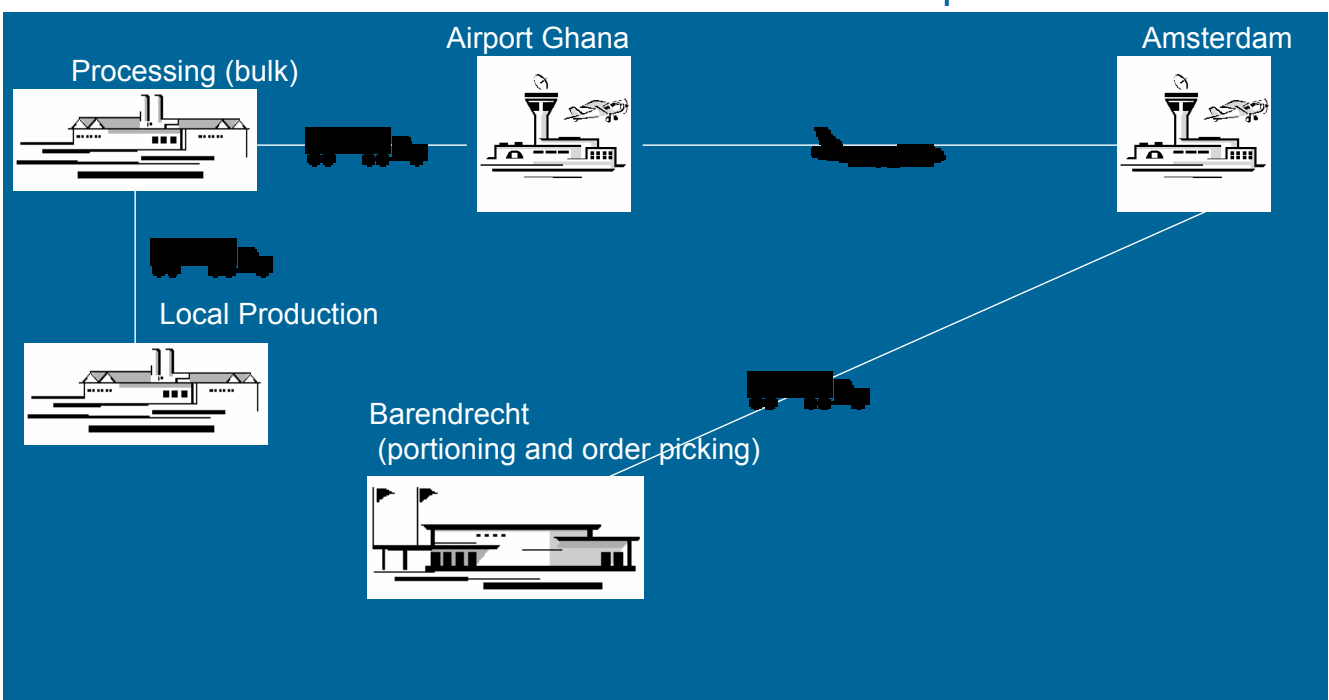 Airport Ghana
Amsterdam
Processing (bulk)
Local Production
Barendrecht
(portioning and order picking)